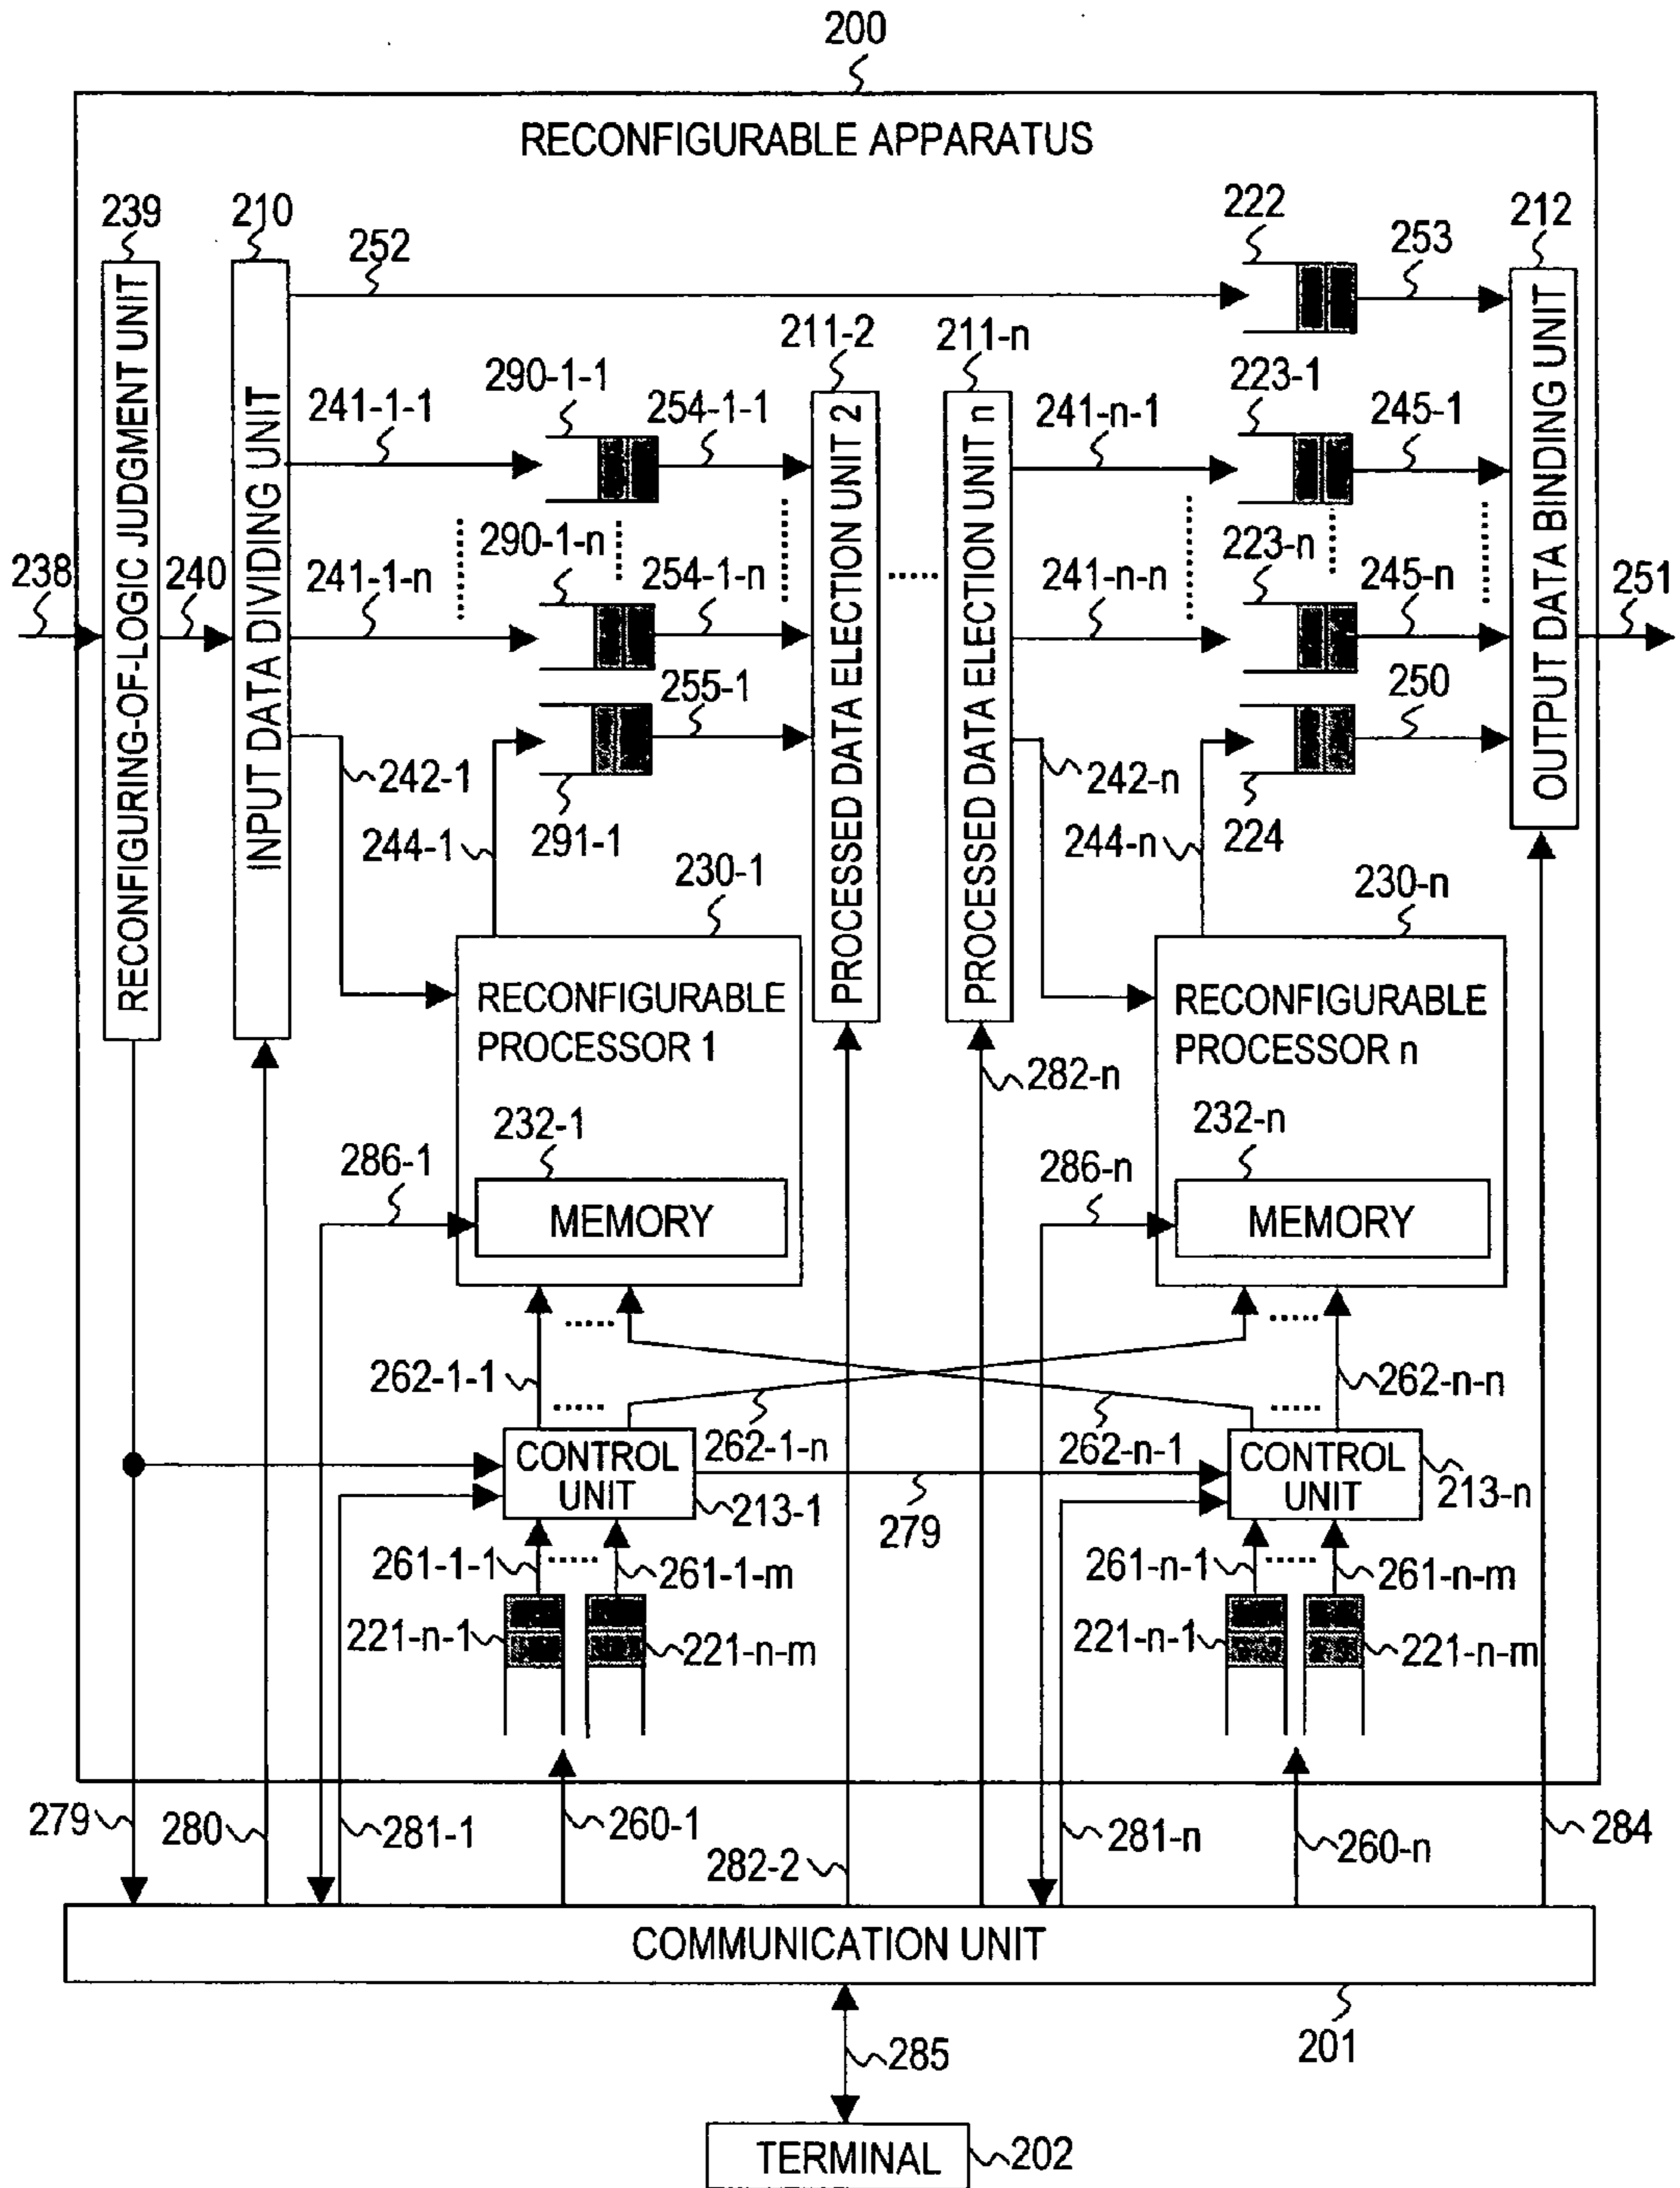 200
RECONFIGURABLE APPARATUS
239
210
252
222
253
212
RECONFIGURING-OF-LOGIC JUDGMENT UNIT
INPUT DATA DIVIDING UNIT
211-2
211-n
PROCESSED DATA ELECTION UNIT 2
PROCESSED DATA ELECTION UNIT n
OUTPUT DATA BINDING UNIT
241-1-1
290-1-1
254-1-1
241-n-1
223-1
245-1
238
240
241-1-n
290-1-n
254-1-n
241-n-n
223-n
245-n
251
255-1
250
242-1
244-1
291-1
242-n
244-n
224
230-1
230-n
RECONFIGURABLE
PROCESSOR 1
RECONFIGURABLE
PROCESSOR n
282-n
232-1
232-n
286-1
286-n
MEMORY
MEMORY
262-1-1
262-n-n
262-1-n
262-n-1
CONTROL
UNIT
CONTROL
UNIT
213-1
279
213-n
261-1-1
261-1-m
261-n-1
261-n-m
221-n-1
221-n-m
221-n-1
221-n-m
279
280
281-1
260-1
282-2
281-n
260-n
284
COMMUNICATION UNIT
201
285
TERMINAL
202